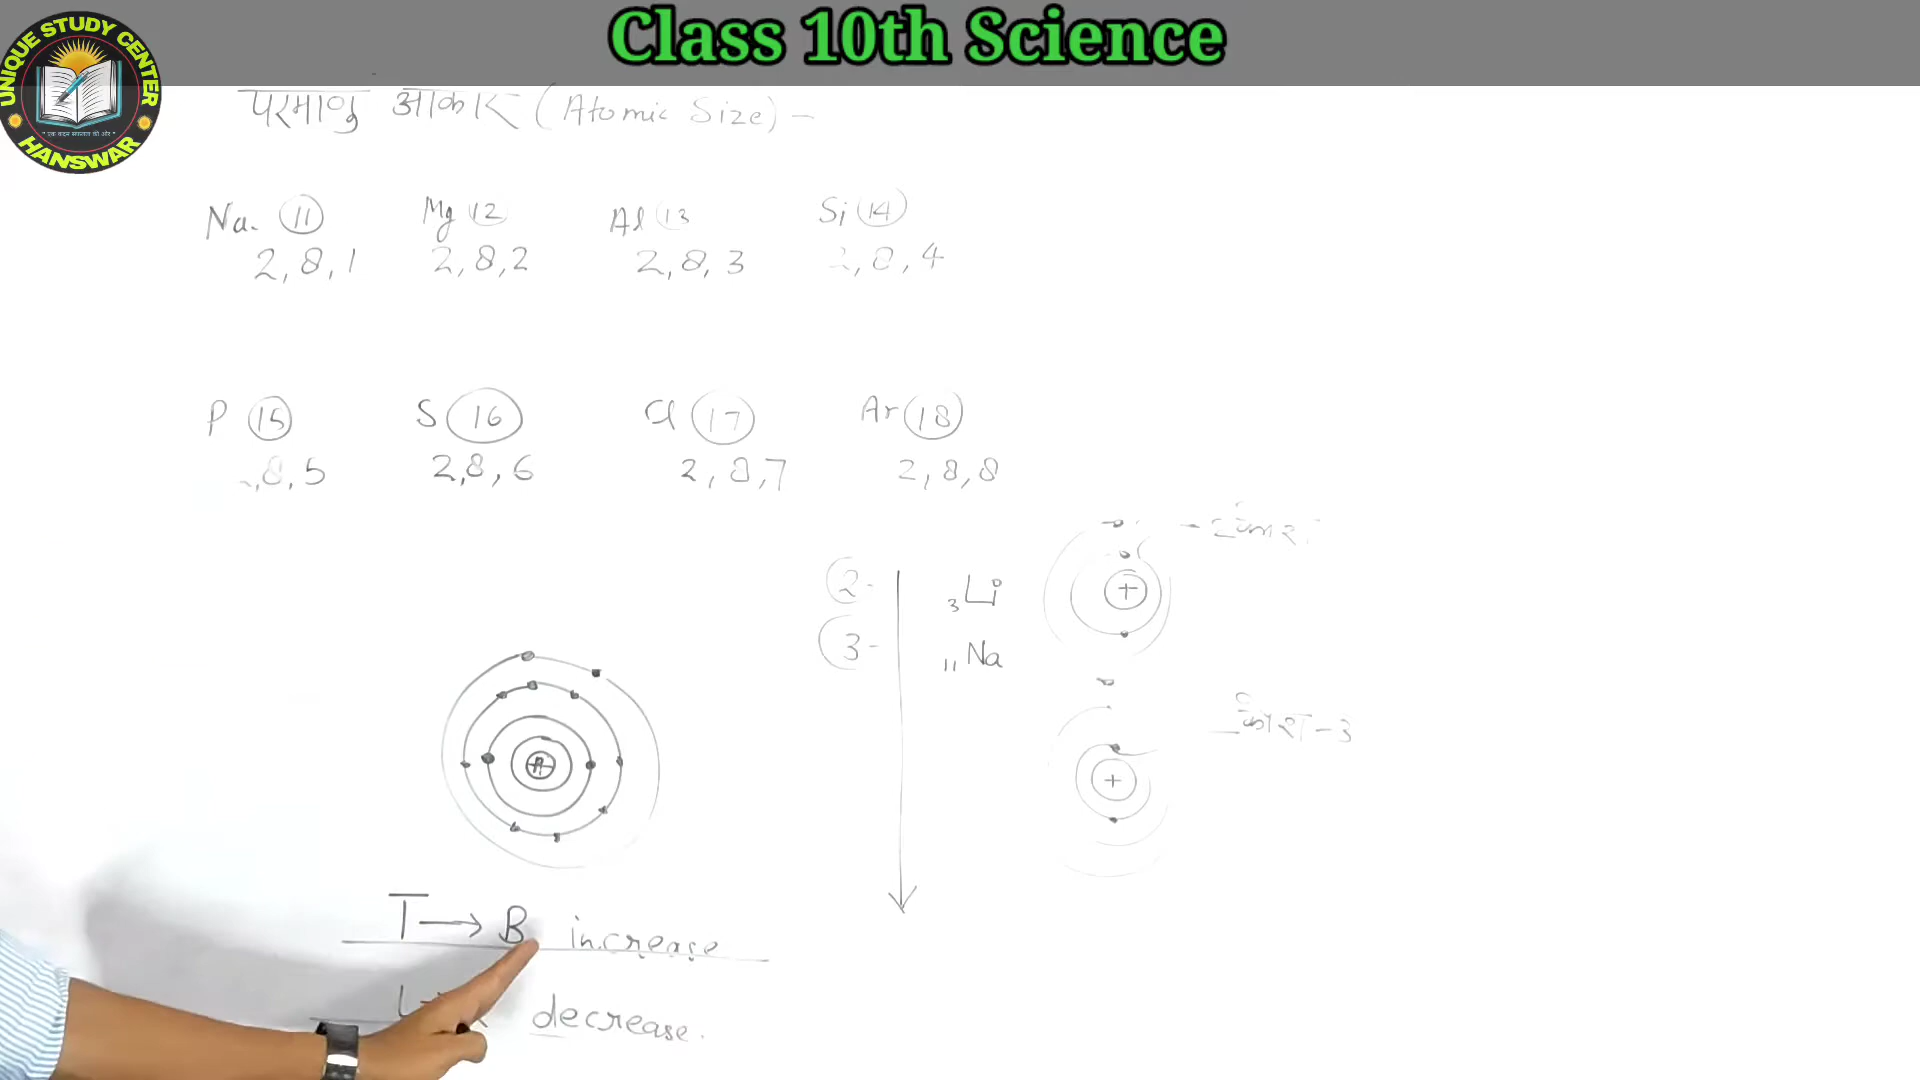 Class 10th Science
UNIQUE STUDY CENTER
HANSWAR
परमाणु आकार (Atomic Size) -
Na. 11 Mg 12 Al 13 Si 14
2,8,1 2,8,2 2,8,3 2,8,4
P 15 S 16 Cl 17 Ar 18
,8,5 2,8,6 2,8,7 2,8,8
2- 3Li +
3- 11Na
+ कोश-3
T → B increase
L → decrease.